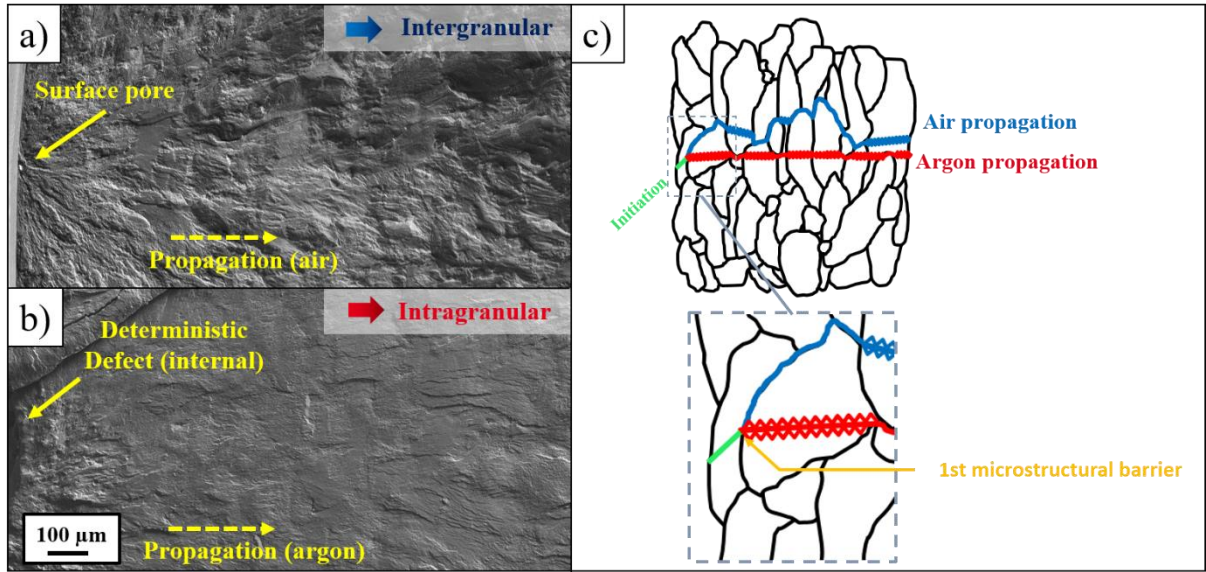 a)
Intergranular
Surface pore
Propagation (air)
b)
Intragranular
Deterministic
Defect (internal)
100 µm
Propagation (argon)
c)
Air propagation
Argon propagation
Initiation
1st microstructural barrier